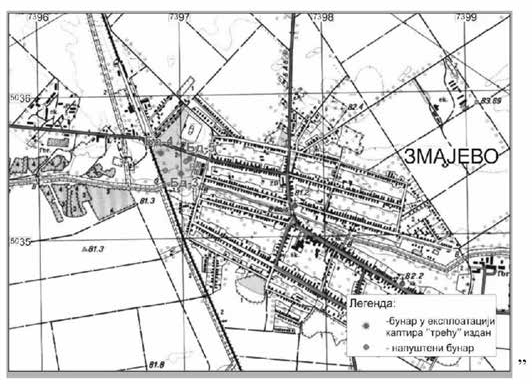 7396 7397 7398 7399
5036
82.4
83.69
ЗМАЈЕВО
81.3
5035
81.3
82.2
Легенда:
-бунар у експлоатацији
каптира "трећу" издан
- напуштени бунар
81.8
”